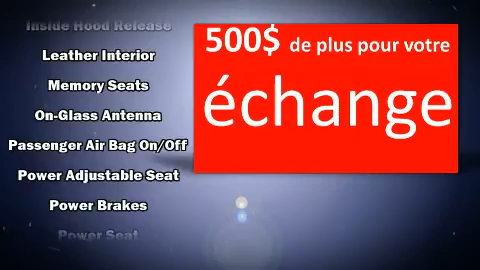 Inside Hood Release
Leather Interior
Memory Seats
On-Glass Antenna
Passenger Air Bag On/Off
Power Adjustable Seat
Power Brakes
Power Seat
500$ de plus pour votre
échange